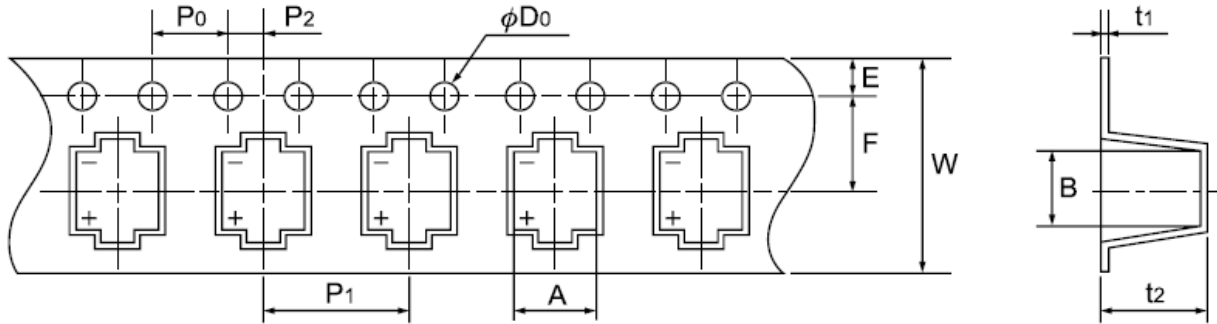 P0 P2 φD0 t1
E
F
W
B
− − − − −
+ + + + +
P1 A t2